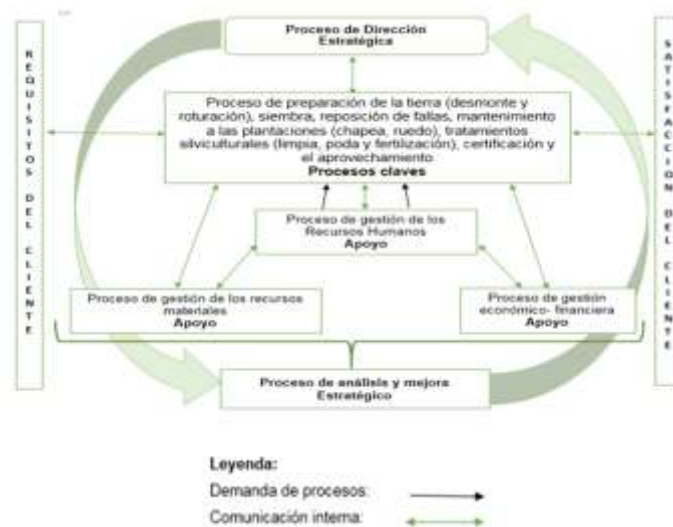 Proceso de Dirección
Estratégica
REQUISITOS DEL CLIENTE
SATISFACCION DEL CLIENTE
Proceso de preparación de la tierra (desmonte y
roturación), siembra, reposición de fallas, mantenimiento
a las plantaciones (chapea, ruedo), tratamientos
silviculturales (limpia, poda y fertilización), certificación y
el aprovechamiento
Procesos claves
Proceso de gestión de los
Recursos Humanos
Apoyo
Proceso de gestión de los recursos
materiales
Apoyo
Proceso de gestión
económico- financiera
Apoyo
Proceso de análisis y mejora
Estratégico
Leyenda:
Demanda de procesos:
Comunicación interna: